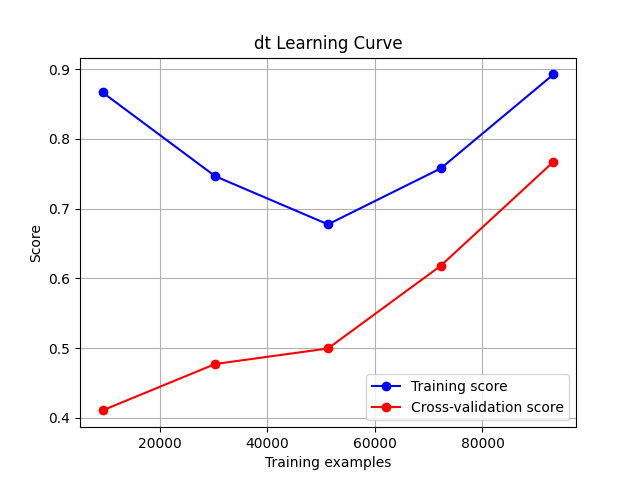 dt Learning Curve
0.9
0.8
0.7
0.6
0.5
0.4
Score
20000
40000
60000
80000
Training examples
Training score
Cross-validation score